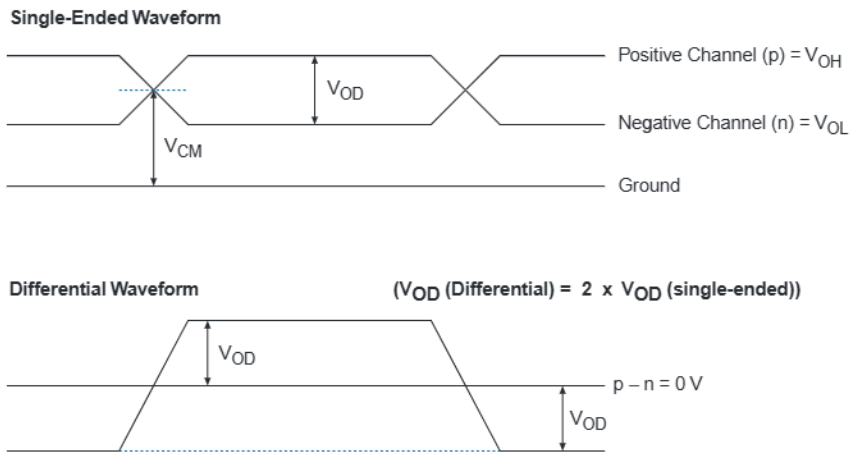 Single-Ended Waveform
Positive Channel (p) = VOH
VOD
Negative Channel (n) = VOL
VCM
Ground
Differential Waveform (VOD (Differential) = 2 x VOD (single-ended))
VOD
p – n = 0 V
VOD